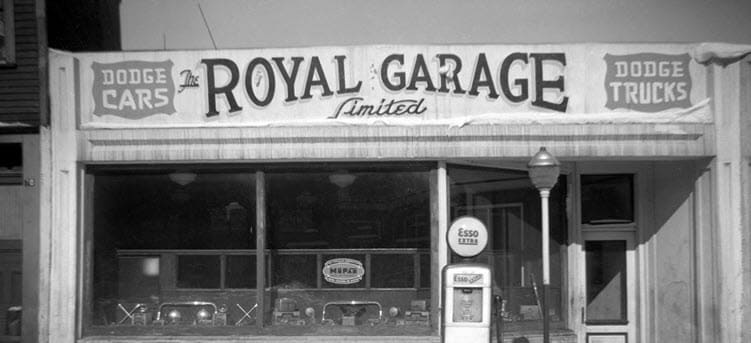 DODGE
CARS
The ROYAL GARAGE
Limited
DODGE
TRUCKS
Esso
EXTRA
Esso
MOPAR